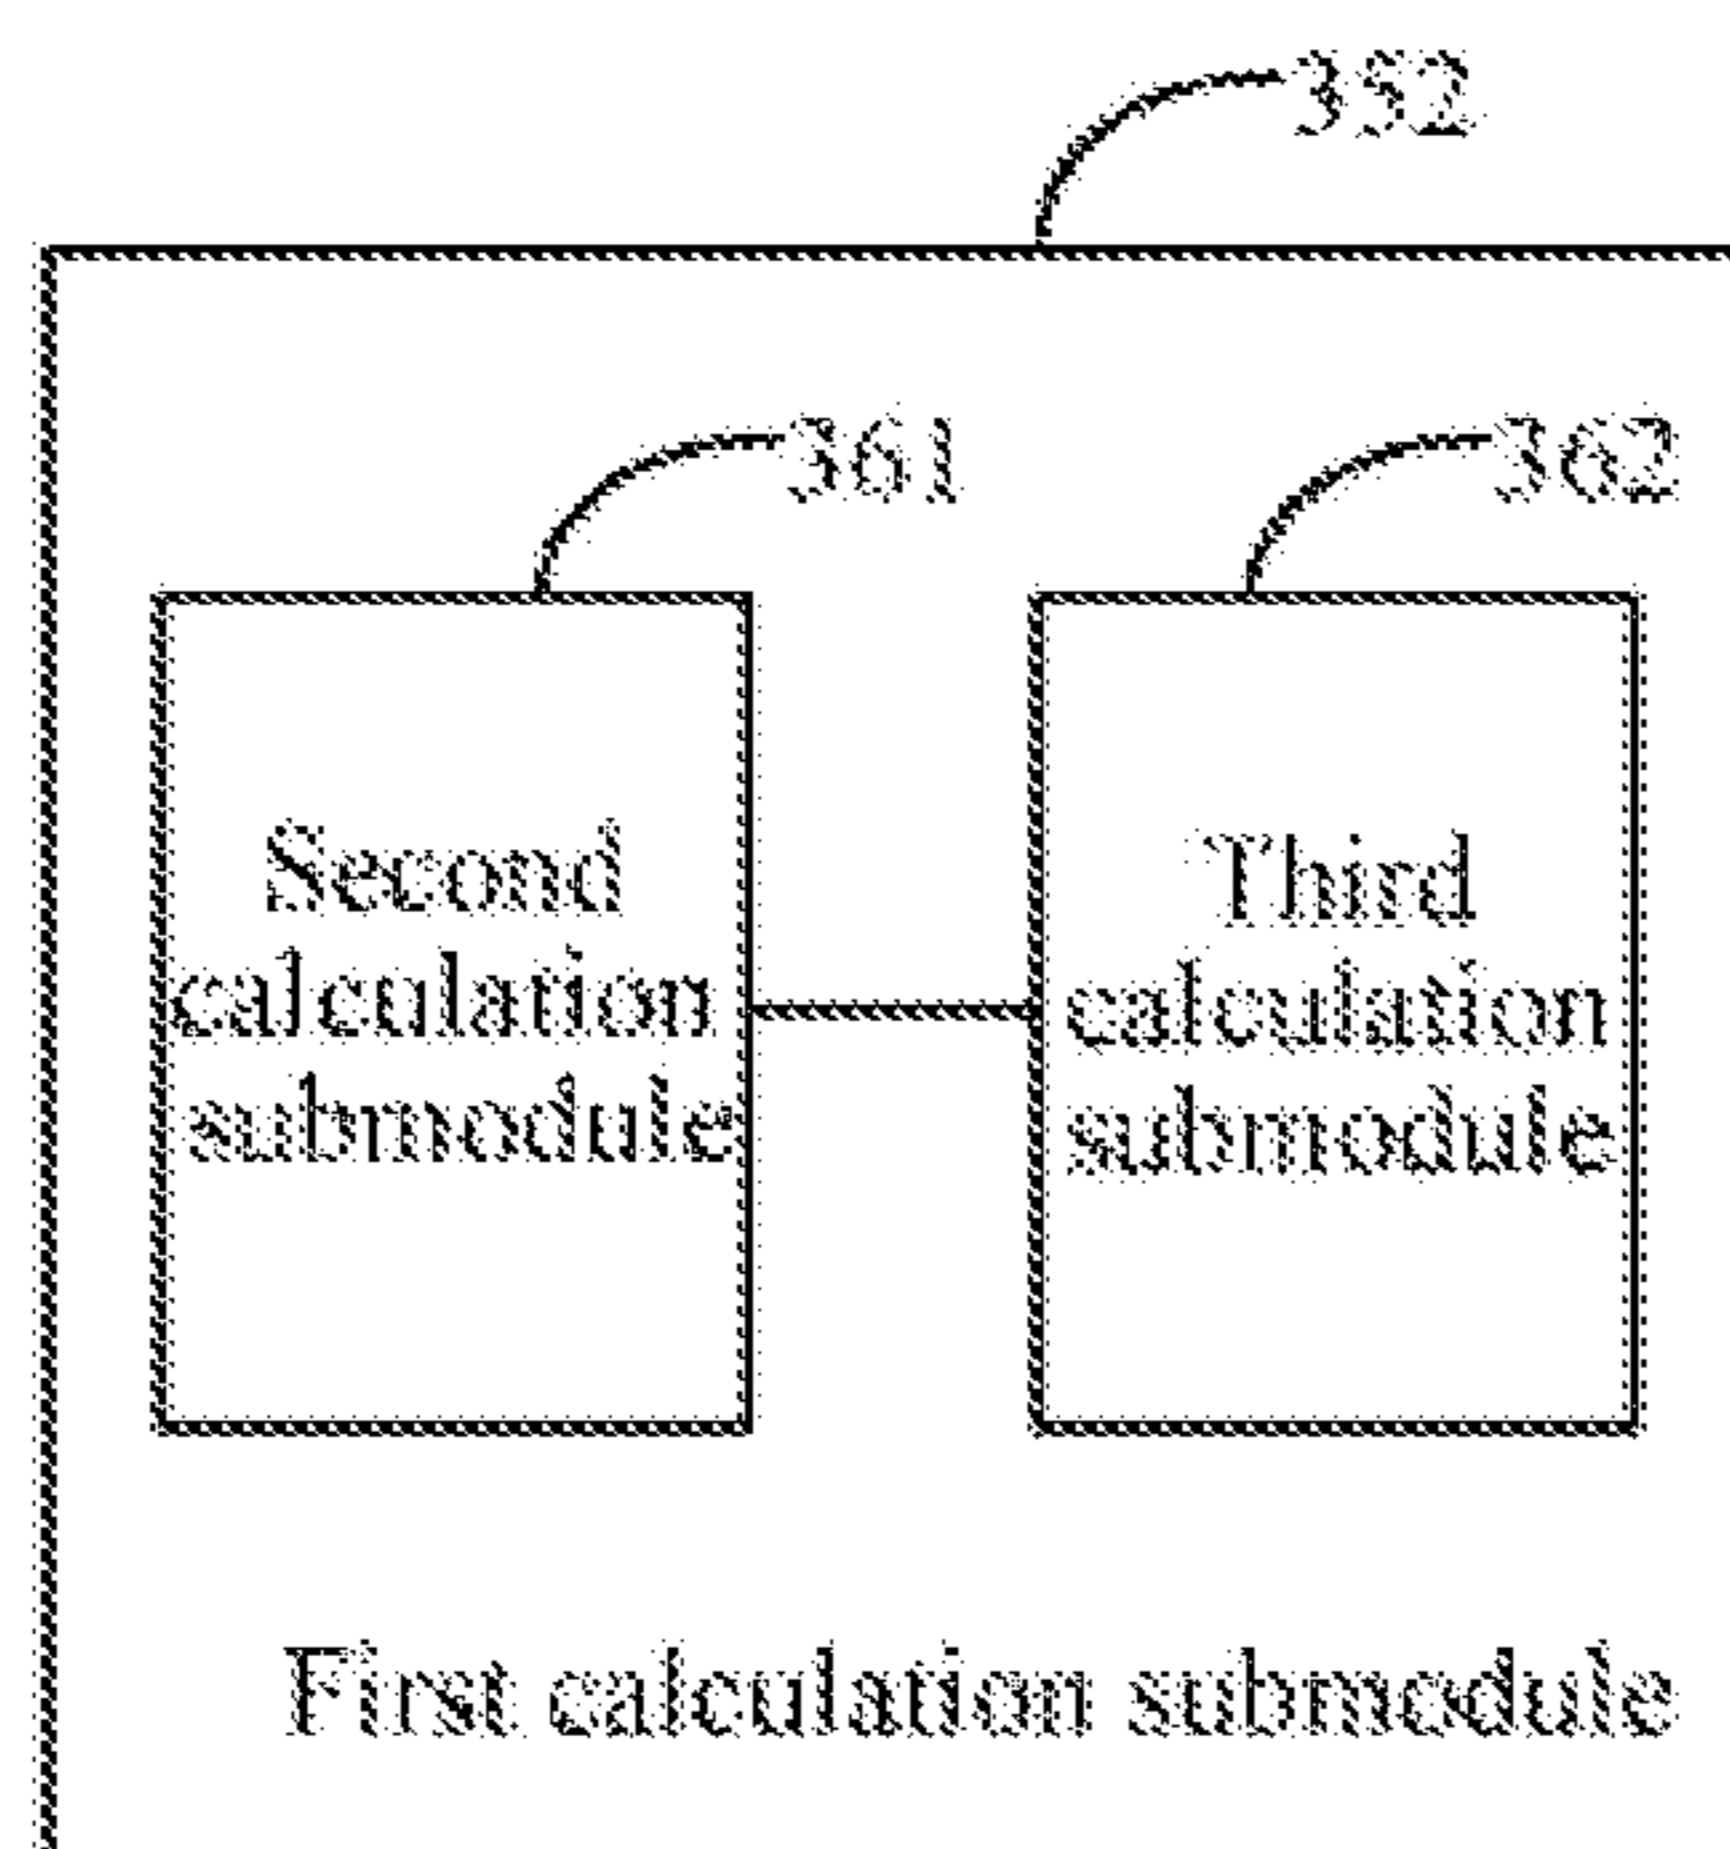 352
361
362
Second
calculation
submodule
Third
calculation
submodule
First calculation submodule